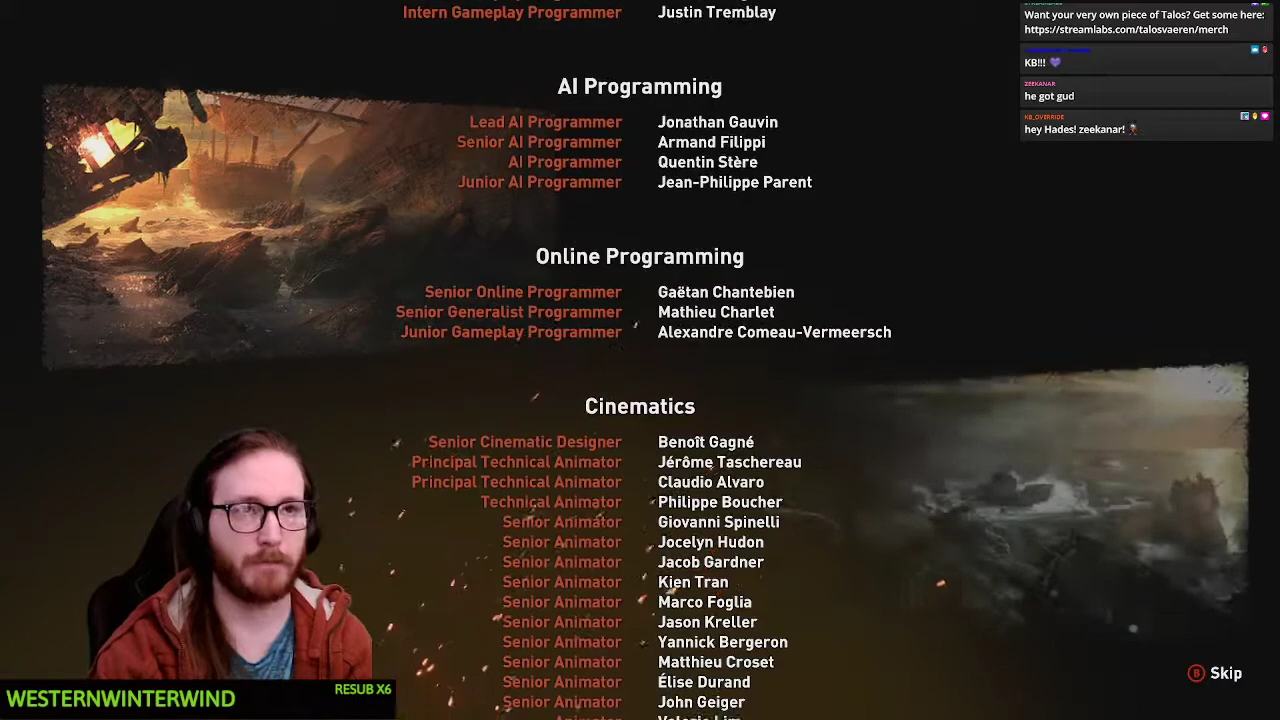 Intern Gameplay Programmer Justin Tremblay
AI Programming
Lead AI Programmer Jonathan Gauvin
Senior AI Programmer Armand Filippi
AI Programmer Quentin Stère
Junior AI Programmer Jean-Philippe Parent
Online Programming
Senior Online Programmer Gaëtan Chantebien
Senior Generalist Programmer Mathieu Charlet
Junior Gameplay Programmer Alexandre Comeau-Vermeersch
Cinematics
Senior Cinematic Designer Benoît Gagné
Principal Technical Animator Jérôme Taschereau
Principal Technical Animator Claudio Alvaro
Technical Animator Philippe Boucher
Senior Animator Giovanni Spinelli
Senior Animator Jocelyn Hudon
Senior Animator Jacob Gardner
Senior Animator Kien Tran
Senior Animator Marco Foglia
Senior Animator Jason Kreller
Senior Animator Yannick Bergeron
Senior Animator Matthieu Croset
Senior Animator Élise Durand
Senior Animator John Geiger
Want your very own piece of Talos? Get some here:
https://streamlabs.com/talosvaeren/merch
KB!!! 💜
ZEEKANAR
he got gud
KB_OVERRIDE
hey Hades! zeekanar!
B Skip
WESTERNWINTERWIND
RESUB X6